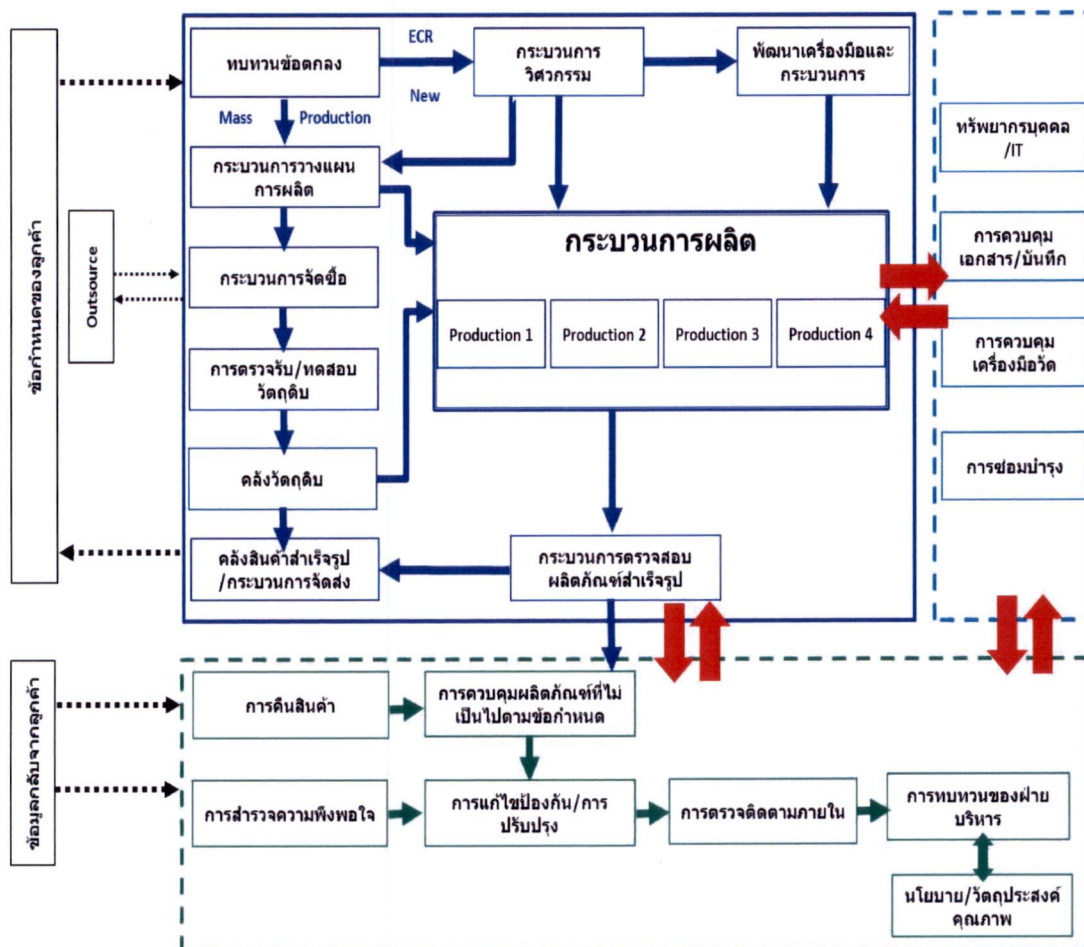 ข้อกำหนดของลูกค้า
Outsource
ทบทวนข้อตกลง
ECR
New
กระบวนการ
วิศวกรรม
พัฒนาเครื่องมือและ
กระบวนการ
Mass Production
กระบวนการวางแผน
การผลิต
กระบวนการจัดซื้อ
การตรวจรับ/ทดสอบ
วัตถุดิบ
คลังวัตถุดิบ
คลังสินค้าสำเร็จรูป
/กระบวนการจัดส่ง
กระบวนการผลิต
Production 1
Production 2
Production 3
Production 4
กระบวนการตรวจสอบ
ผลิตภัณฑ์สำเร็จรูป
ทรัพยากรบุคคล
/IT
การควบคุม
เอกสาร/บันทึก
การควบคุม
เครื่องมือวัด
การซ่อมบำรุง
ข้อมูลกลับจากลูกค้า
การคืนสินค้า
การควบคุมผลิตภัณฑ์ที่ไม่
เป็นไปตามข้อกำหนด
การสำรวจความพึงพอใจ
การแก้ไขป้องกัน/การ
ปรับปรุง
การตรวจติดตามภายใน
การทบทวนของฝ่าย
บริหาร
นโยบาย/วัตถุประสงค์
คุณภาพ